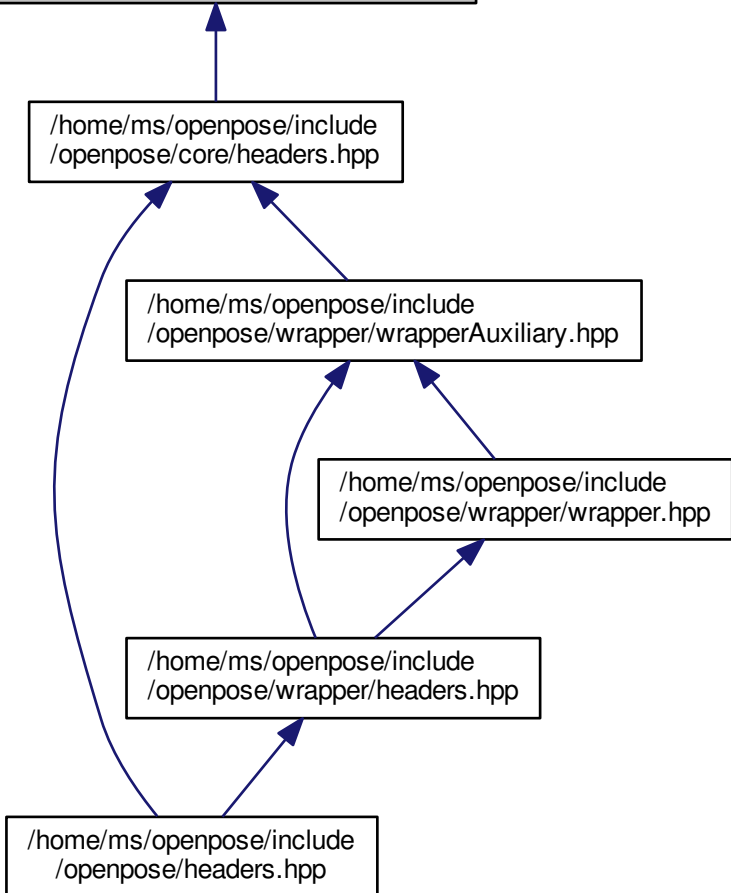 /home/ms/openpose/include
/openpose/core/headers.hpp
/home/ms/openpose/include
/openpose/wrapper/wrapperAuxiliary.hpp
/home/ms/openpose/include
/openpose/wrapper/wrapper.hpp
/home/ms/openpose/include
/openpose/wrapper/headers.hpp
/home/ms/openpose/include
/openpose/headers.hpp